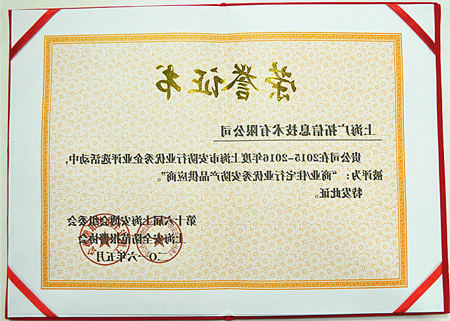 荣誉证书
上海广拓信息技术有限公司
贵公司在2015-2016年度上海市安防行业优秀企业评选活动中，
被评为：“商业住宅行业优秀安防产品供应商”。
特发此证。
第十六届上海安博会组委会
上海安全防范报警协会
二〇一六年五月